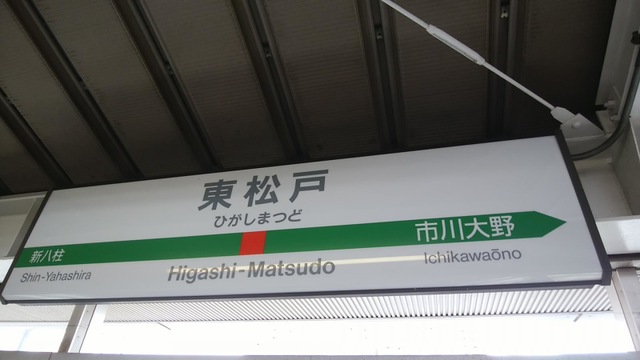 東松戸
ひがしまつど
新八柱
市川大野
Shin-Yahashira
Higashi-Matsudo
Ichikawaōno